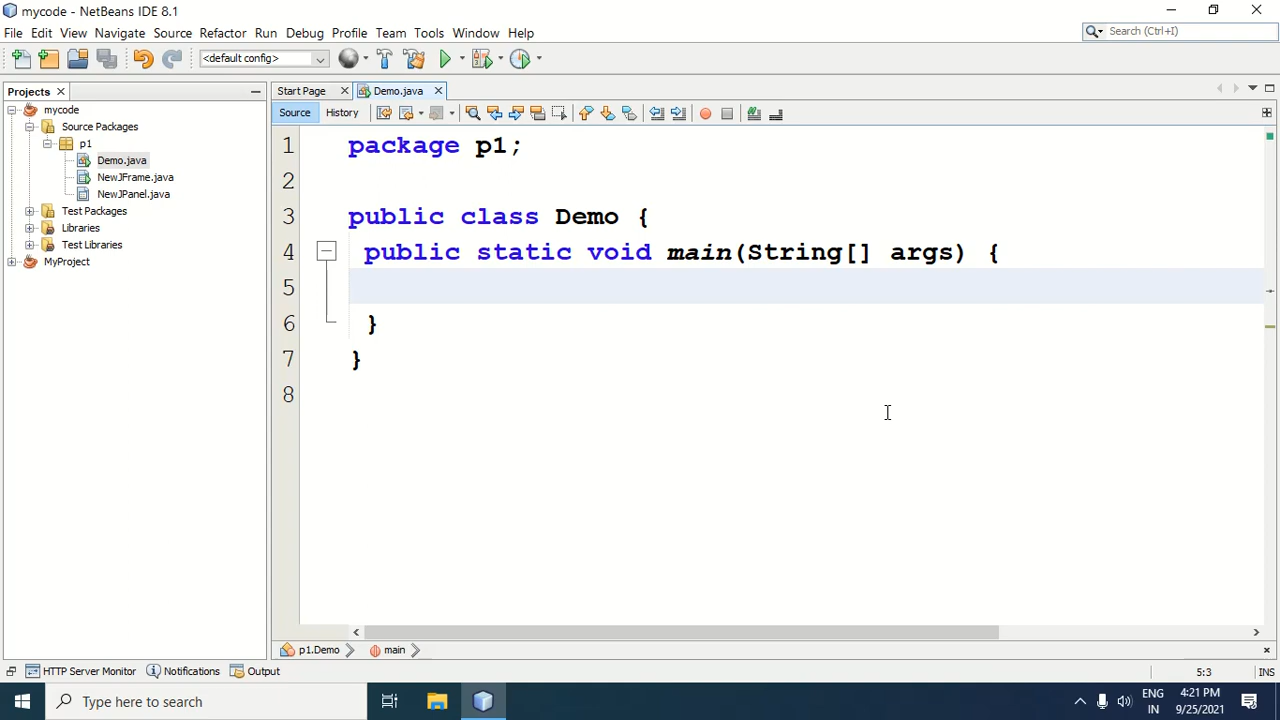 mycode - NetBeans IDE 8.1
File Edit View Navigate Source Refactor Run Debug Profile Team Tools Window Help
Search (Ctrl+I)
<default config>
Projects
Start Page
Demo.java
mycode
Source Packages
p1
Demo.java
NewJFrame.java
NewJPanel.java
Test Packages
Libraries
Test Libraries
MyProject
Source History
1 package p1;
2
3 public class Demo {
4 public static void main(String[] args) {
5
6 }
7 }
8
p1.Demo main
HTTP Server Monitor Notifications Output
5:3 INS
Type here to search
ENG
IN
4:21 PM
9/25/2021